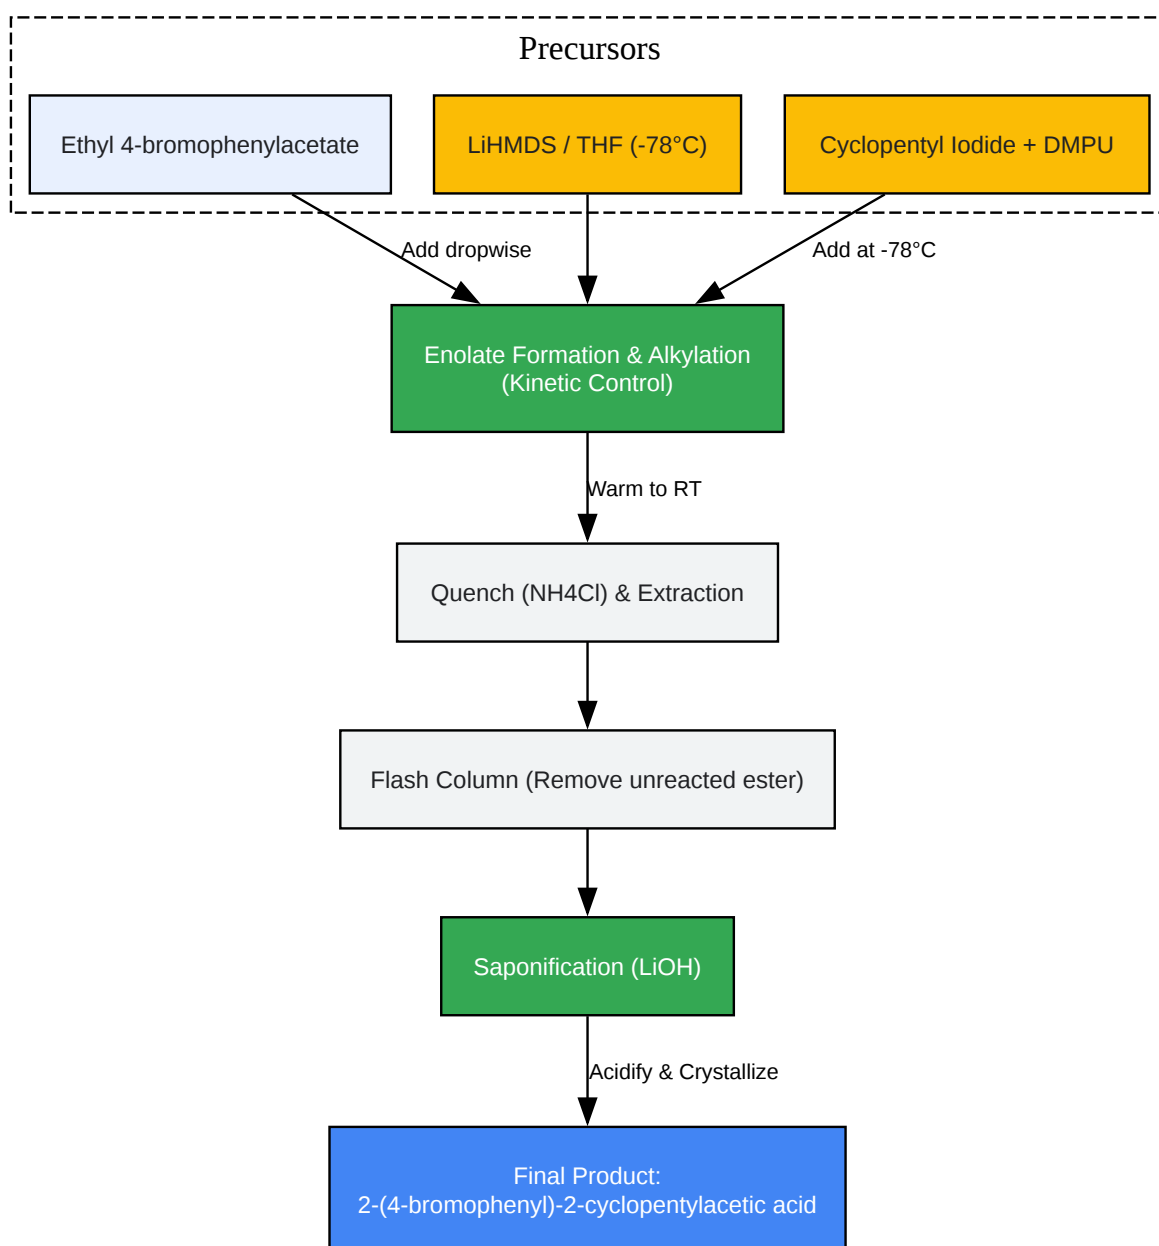 Precursors
Ethyl 4-bromophenylacetate
LiHMDS / THF (-78°C)
Cyclopentyl Iodide + DMPU
Add dropwise
Add at -78°C
Enolate Formation & Alkylation
(Kinetic Control)
Warm to RT
Quench (NH4Cl) & Extraction
Flash Column (Remove unreacted ester)
Saponification (LiOH)
Acidify & Crystallize
Final Product:
2-(4-bromophenyl)-2-cyclopentylacetic acid